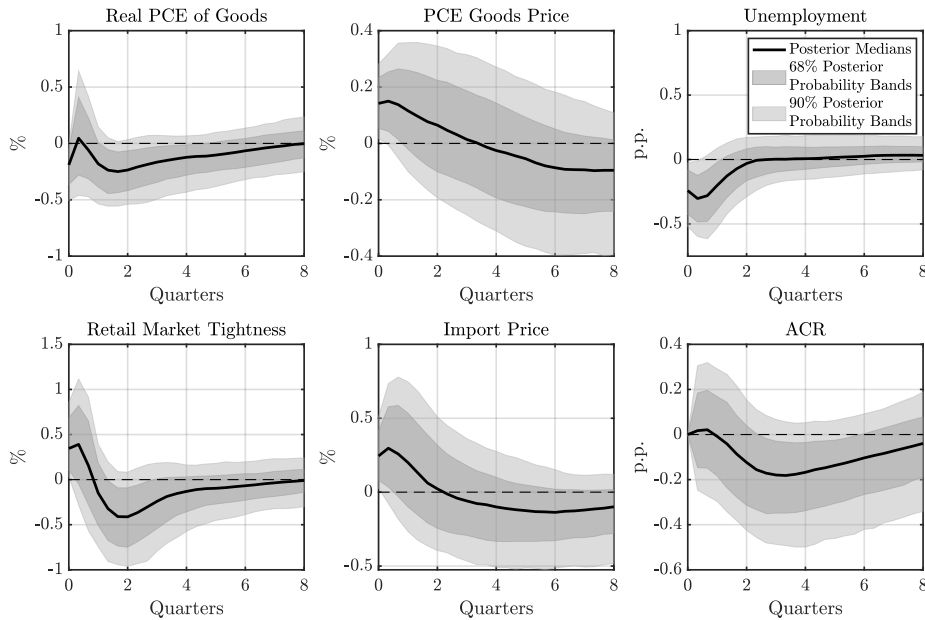 Real PCE of Goods
1
0.5
0
-0.5
-1
%
0 2 4 6 8
Quarters
PCE Goods Price
0.4
0.2
0
-0.2
-0.4
%
0 2 4 6 8
Quarters
Unemployment
1
0.5
0
-0.5
p.p.
Posterior Medians
68% Posterior
Probability Bands
90% Posterior
Probability Bands
0 2 4 6 8
Quarters
Retail Market Tightness
1.5
1
0.5
0
-0.5
-1
%
0 2 4 6 8
Quarters
Import Price
1
0.5
0
-0.5
%
0 2 4 6 8
Quarters
ACR
0.4
0.2
0
-0.2
-0.4
-0.6
p.p.
0 2 4 6 8
Quarters